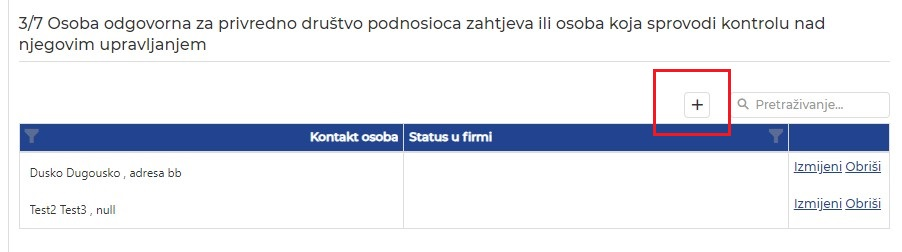 3/7 Osoba odgovorna za privredno društvo podnosioca zahtjeva ili osoba koja sprovodi kontrolu nad
njegovim upravljanjem
+ Pretraživanje...
Kontakt osoba Status u firmi
Dusko Dugousko , adresa bb Izmijeni Obriši
Test2 Test3 , null Izmijeni Obriši